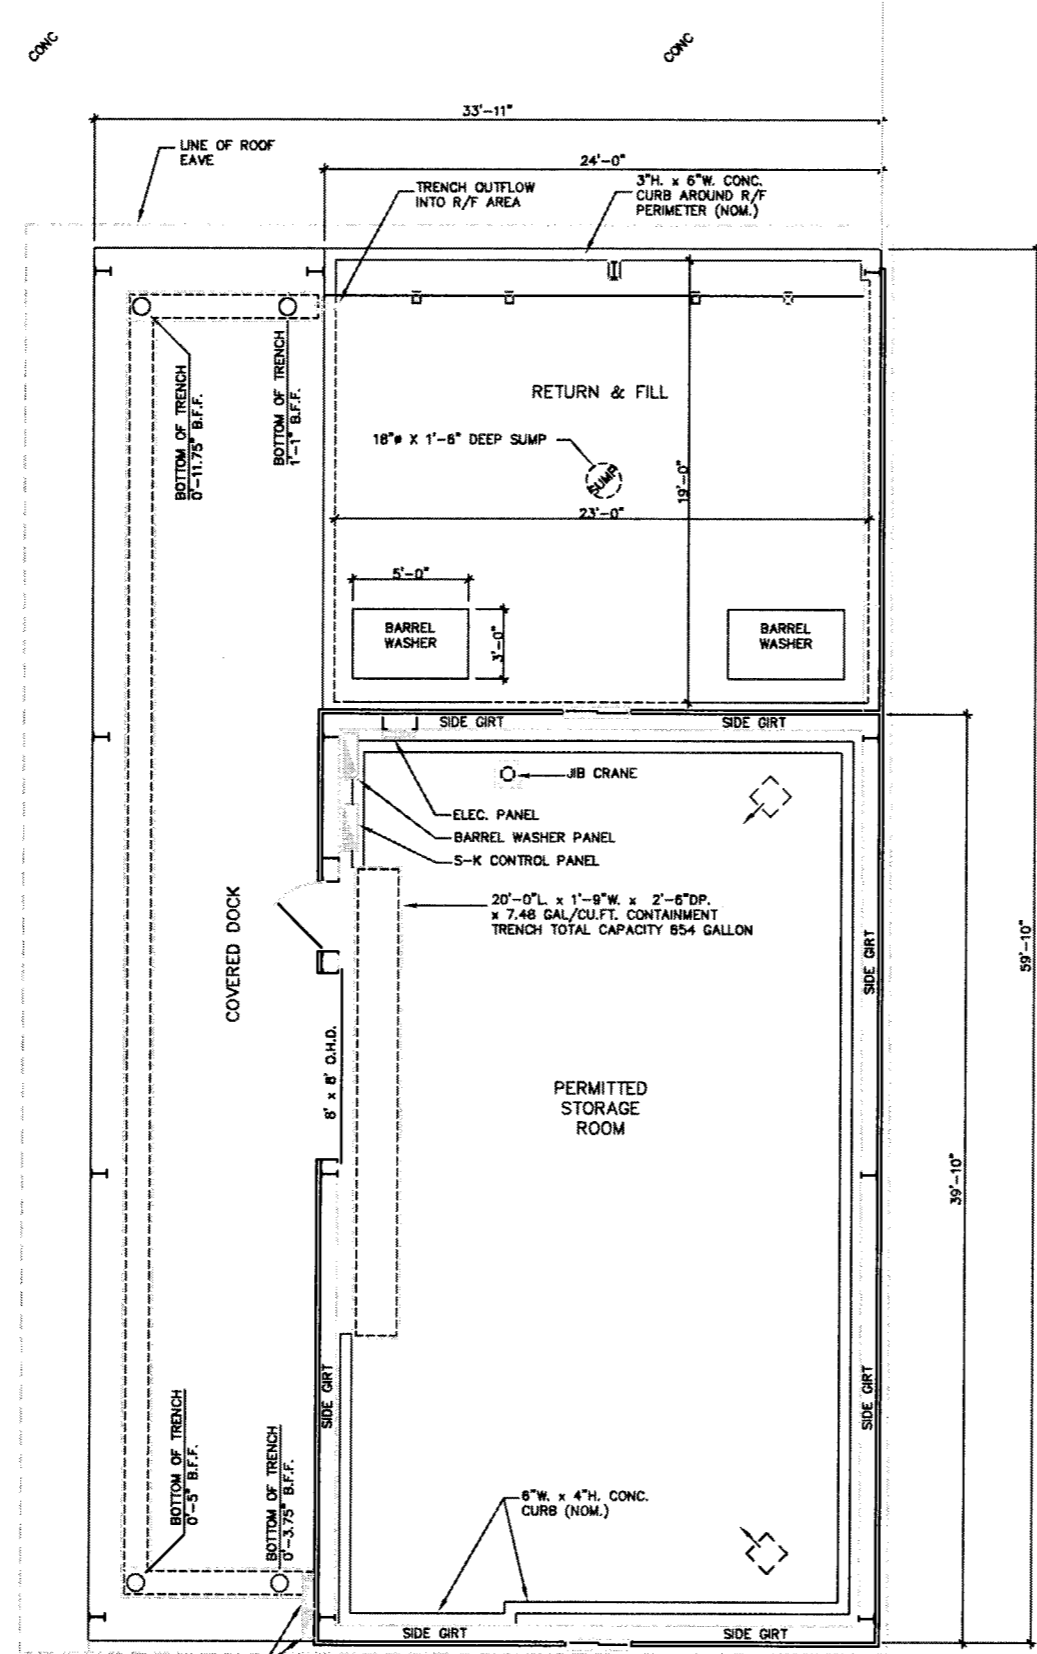 CONC
CONC
33'-11"
LINE OF ROOF
EAVE
24'-0"
TRENCH OUTFLOW
INTO R/F AREA
3"H. x 6"W. CONC.
CURB AROUND R/F
PERIMETER (NOM.)
BOTTOM OF TRENCH
0'-11.75" B.F.F.
BOTTOM OF TRENCH
1'-1" B.F.F.
RETURN & FILL
18"ø X 1'-6" DEEP SUMP
SUMP
19'-0"
23'-0"
5'-0"
BARREL
WASHER
3'-0"
BARREL
WASHER
SIDE GIRT
SIDE GIRT
JIB CRANE
ELEC. PANEL
BARREL WASHER PANEL
S-K CONTROL PANEL
20'-0"L. x 1'-9"W. x 2'-6"DP.
x 7.48 GAL/CU.FT. CONTAINMENT
TRENCH TOTAL CAPACITY 654 GALLON
COVERED DOCK
SIDE GIRT
59'-10"
8' x 8' O.H.D.
PERMITTED
STORAGE
ROOM
39'-10"
SIDE GIRT
SIDE GIRT
BOTTOM OF TRENCH
0'-5" B.F.F.
BOTTOM OF TRENCH
0'-3.75" B.F.F.
6"W. x 4"H. CONC.
CURB (NOM.)
SIDE GIRT
SIDE GIRT